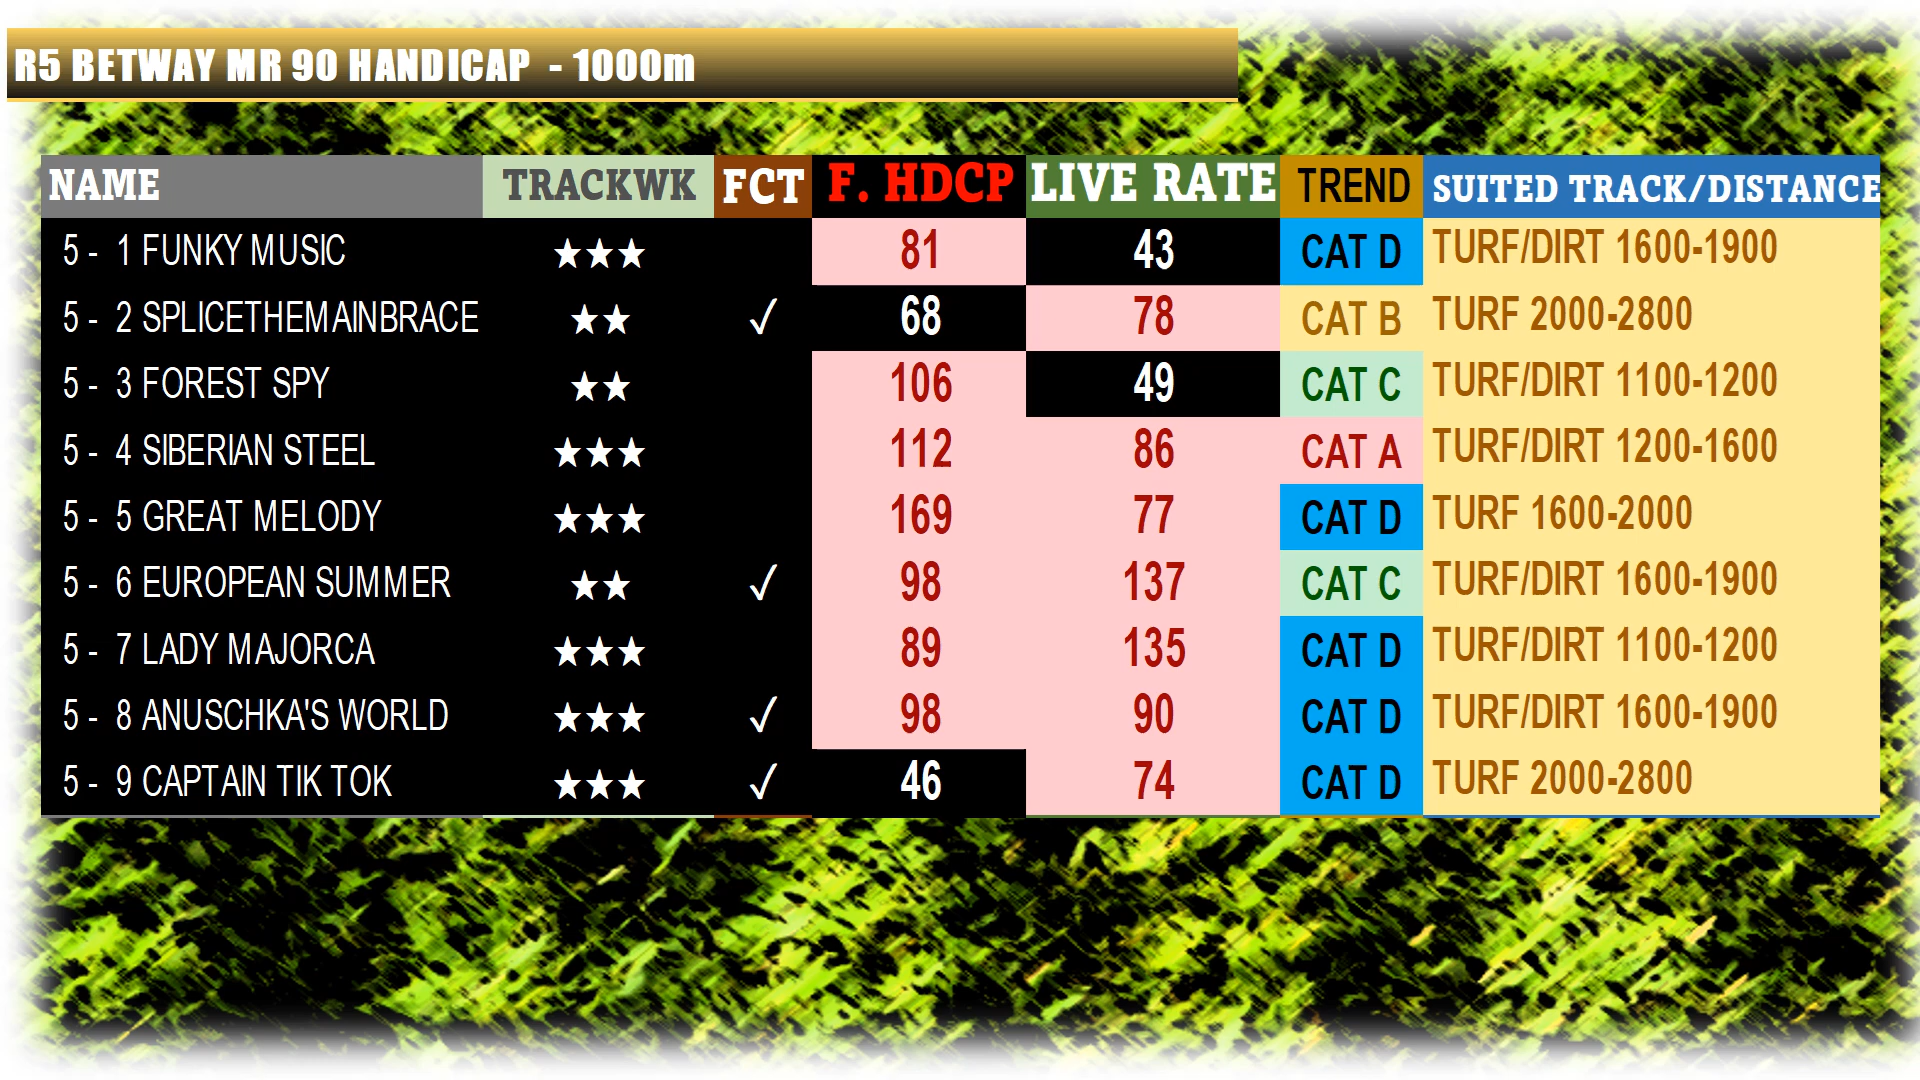 R5 BETWAY MR 90 HANDICAP - 1000m
NAME TRACKWK FCT F. HDCP LIVE RATE TREND SUITED TRACK/DISTANCE
5 - 1 FUNKY MUSIC ★★★ 81 43 CAT D TURF/DIRT 1600-1900
5 - 2 SPLICETHEMAINBRACE ★★ ✓ 68 78 CAT B TURF 2000-2800
5 - 3 FOREST SPY ★★ 106 49 CAT C TURF/DIRT 1100-1200
5 - 4 SIBERIAN STEEL ★★★ 112 86 CAT A TURF/DIRT 1200-1600
5 - 5 GREAT MELODY ★★★ 169 77 CAT D TURF 1600-2000
5 - 6 EUROPEAN SUMMER ★★ ✓ 98 137 CAT C TURF/DIRT 1600-1900
5 - 7 LADY MAJORCA ★★★ 89 135 CAT D TURF/DIRT 1100-1200
5 - 8 ANUSCHKA'S WORLD ★★★ ✓ 98 90 CAT D TURF/DIRT 1600-1900
5 - 9 CAPTAIN TIK TOK ★★★ ✓ 46 74 CAT D TURF 2000-2800